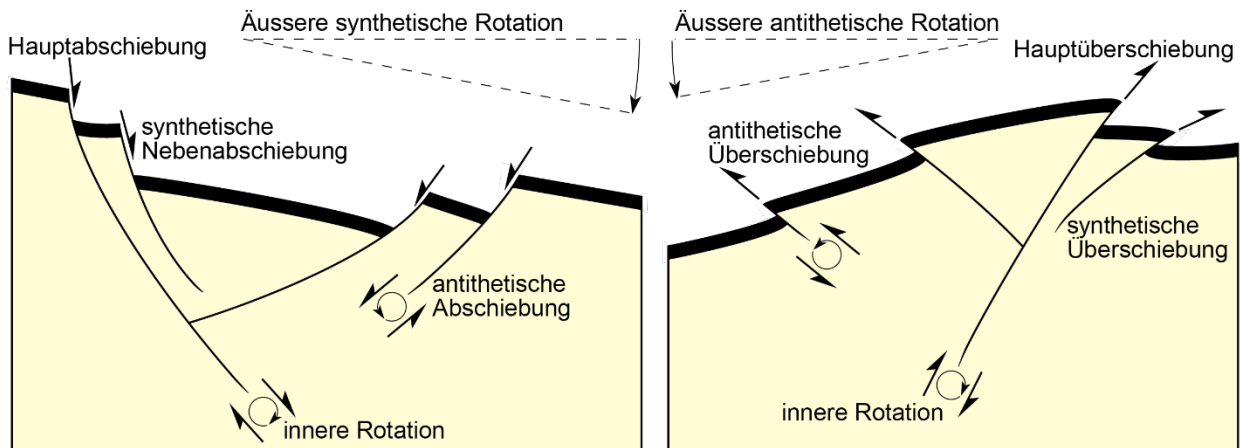 Äussere synthetische Rotation
Hauptabschiebung
synthetische
Nebenabschiebung
antithetische
Abschiebung
innere Rotation
Äussere antithetische Rotation
Hauptüberschiebung
antithetische
Überschiebung
synthetische
Überschiebung
innere Rotation